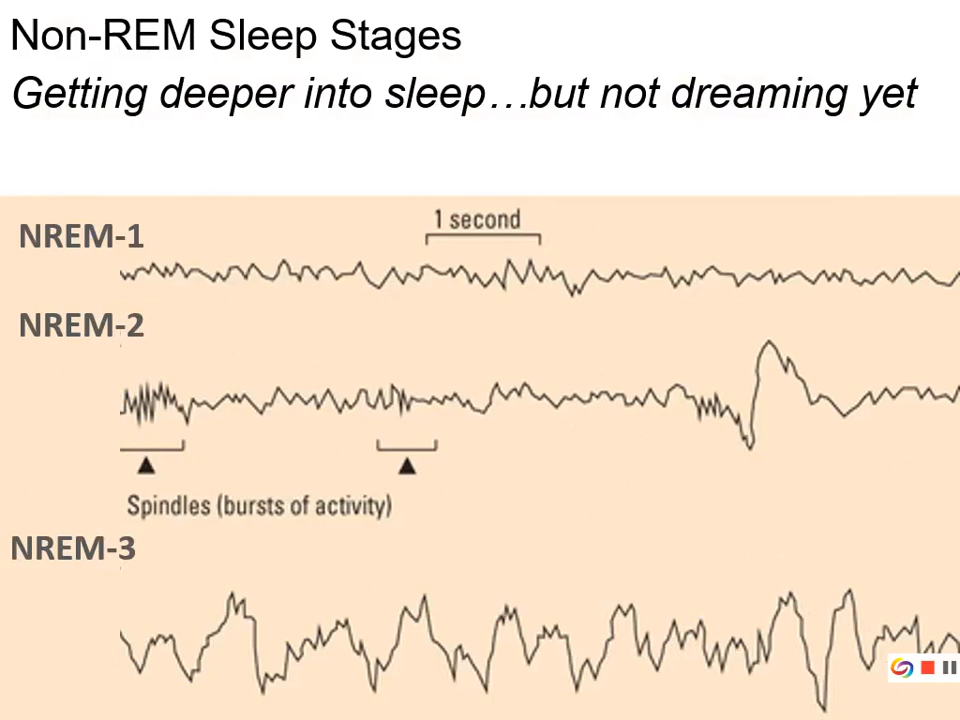 Non-REM Sleep Stages
Getting deeper into sleep…but not dreaming yet
1 second
NREM-1
NREM-2
Spindles (bursts of activity)
NREM-3